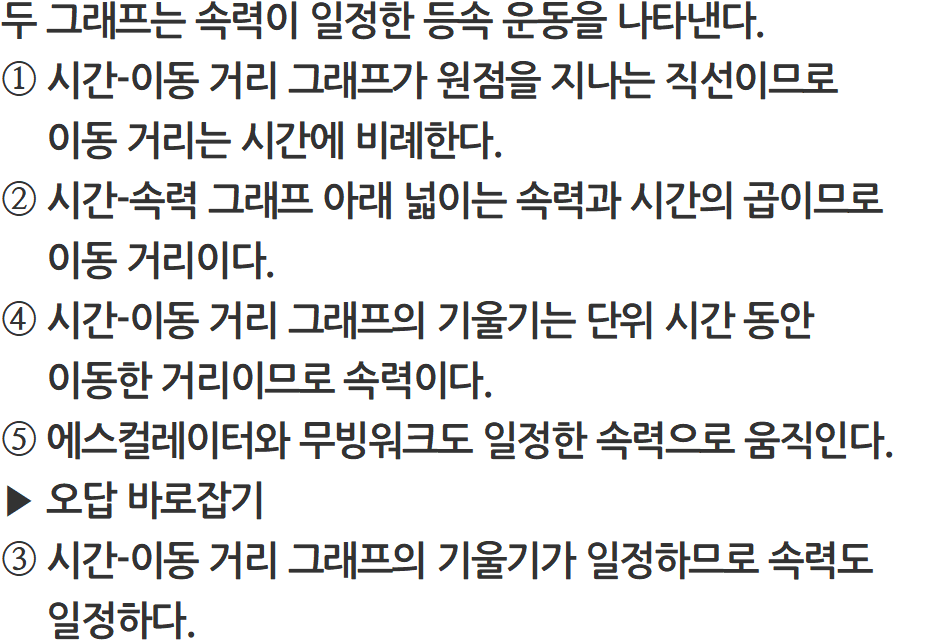 두 그래프는 속력이 일정한 등속 운동을 나타낸다.
① 시간-이동 거리 그래프가 원점을 지나는 직선이므로
이동 거리는 시간에 비례한다.
② 시간-속력 그래프 아래 넓이는 속력과 시간의 곱이므로
이동 거리이다.
④ 시간-이동 거리 그래프의 기울기는 단위 시간 동안
이동한 거리이므로 속력이다.
⑤ 에스컬레이터와 무빙워크도 일정한 속력으로 움직인다.
▶ 오답 바로잡기
③ 시간-이동 거리 그래프의 기울기가 일정하므로 속력도
일정하다.